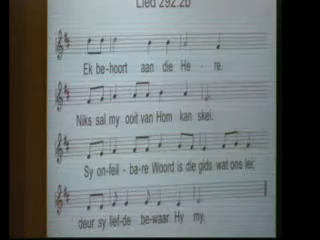 Lied 292.2b
Ek be-hoort aan die He - re.
Niks sal my ooit van Hom kan skei.
Sy on-feil - ba-re Woord is die gids wat ons lei;
deur sy lief-de be-waar Hy my.